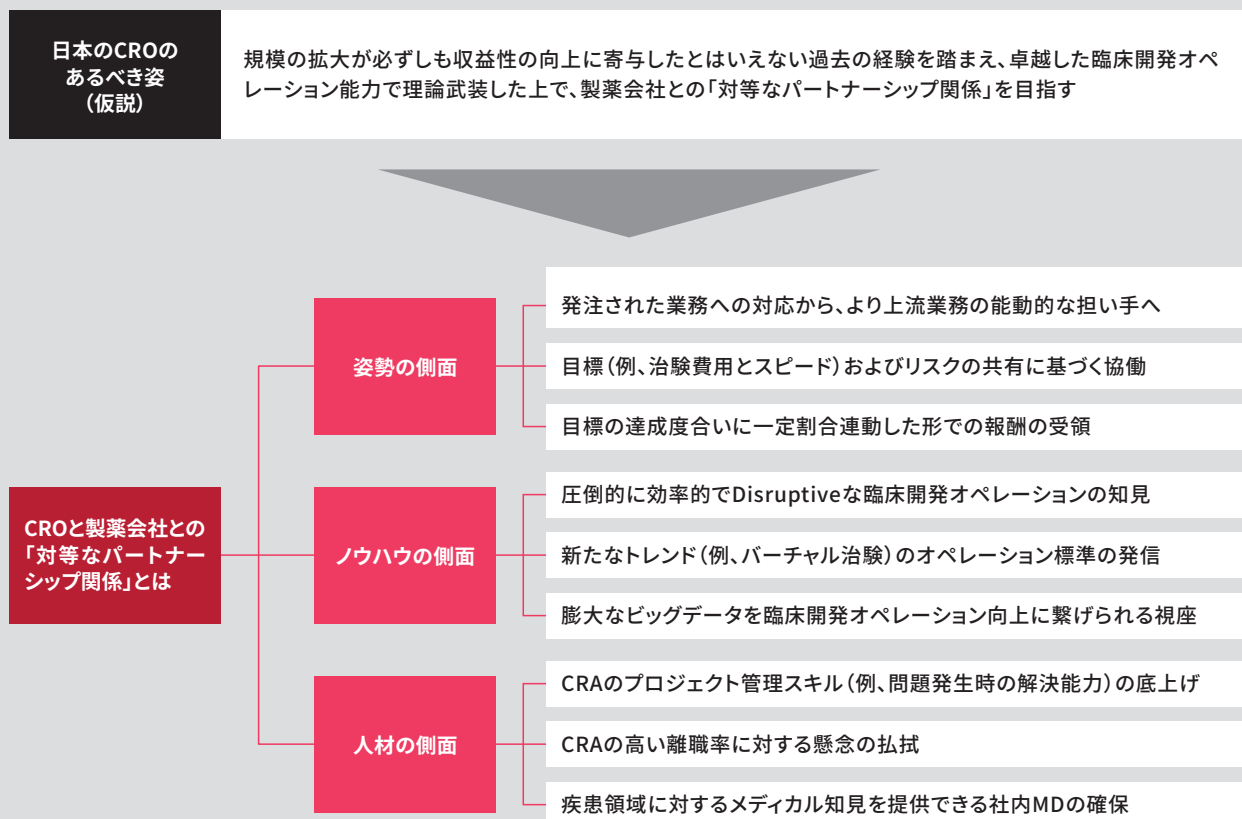 日本のCROの
あるべき姿
（仮説）
規模の拡大が必ずしも収益性の向上に寄与したとはいえない過去の経験を踏まえ、卓越した臨床開発オペ
レーション能力で理論武装した上で、製薬会社との「対等なパートナーシップ関係」を目指す
CROと製薬会社との
「対等なパートナー
シップ関係」とは
姿勢の側面
発注された業務への対応から、より上流業務の能動的な担い手へ
目標（例、治験費用とスピード）およびリスクの共有に基づく協働
目標の達成度合いに一定割合連動した形での報酬の受領
ノウハウの側面
圧倒的に効率的でDisruptiveな臨床開発オペレーションの知見
新たなトレンド（例、バーチャル治験）のオペレーション標準の発信
膨大なビッグデータを臨床開発オペレーション向上に繋げられる視座
人材の側面
CRAのプロジェクト管理スキル（例、問題発生時の解決能力）の底上げ
CRAの高い離職率に対する懸念の払拭
疾患領域に対するメディカル知見を提供できる社内MDの確保